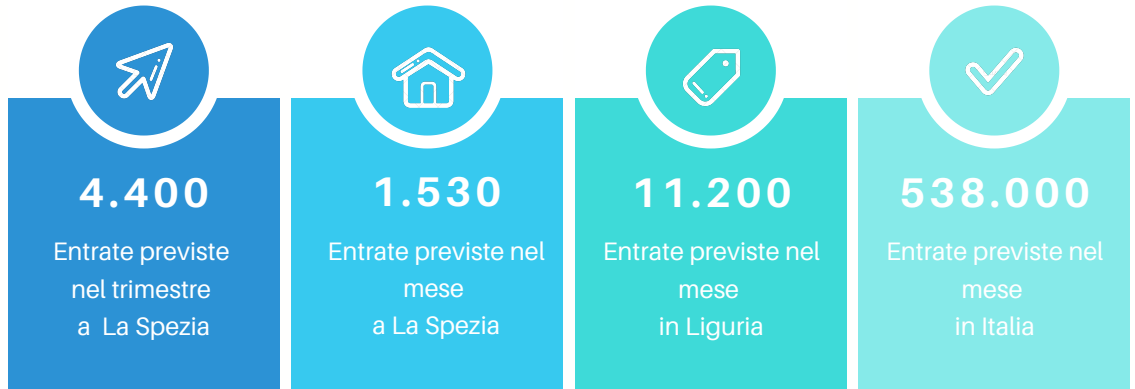 4.400
Entrate previste
nel trimestre
a La Spezia
1.530
Entrate previste nel
mese
a La Spezia
11.200
Entrate previste nel
mese
in Liguria
538.000
Entrate previste nel
mese
in Italia